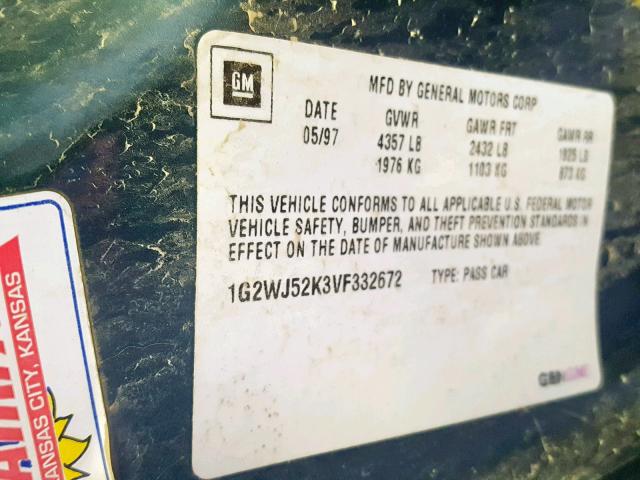 GM
MFD BY GENERAL MOTORS CORP
DATE GVWR GAWR FRT GAWR RR
05/97 4357 LB 2432 LB 1925 LB
1976 KG 1103 KG 873 KG
THIS VEHICLE CONFORMS TO ALL APPLICABLE U.S. FEDERAL MOTOR
VEHICLE SAFETY, BUMPER, AND THEFT PREVENTION STANDARDS IN
EFFECT ON THE DATE OF MANUFACTURE SHOWN ABOVE
1G2WJ52K3VF332672 TYPE: PASS CAR
KANSAS CITY, KANSAS